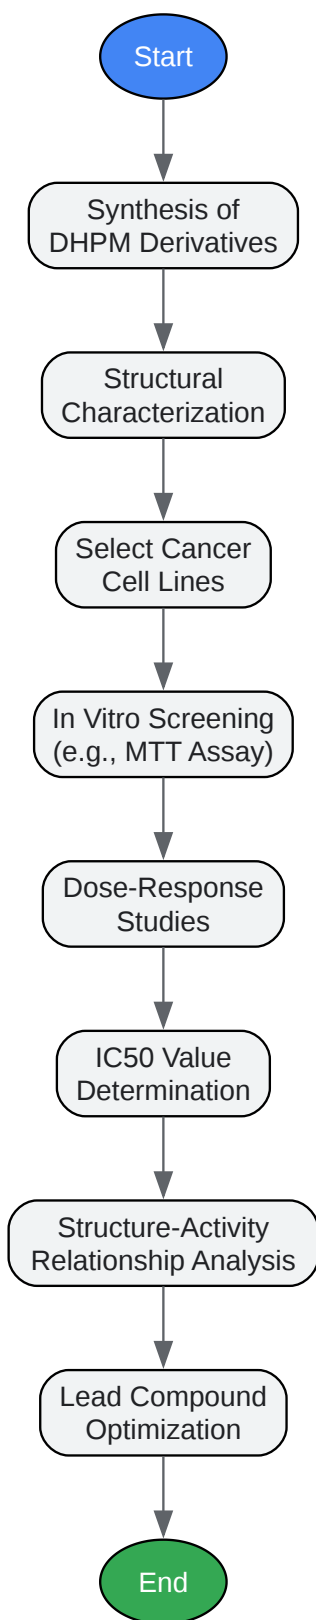 Start
Synthesis of
DHPM Derivatives
Structural
Characterization
Select Cancer
Cell Lines
In Vitro Screening
(e.g., MTT Assay)
Dose-Response
Studies
IC50 Value
Determination
Structure-Activity
Relationship Analysis
Lead Compound
Optimization
End